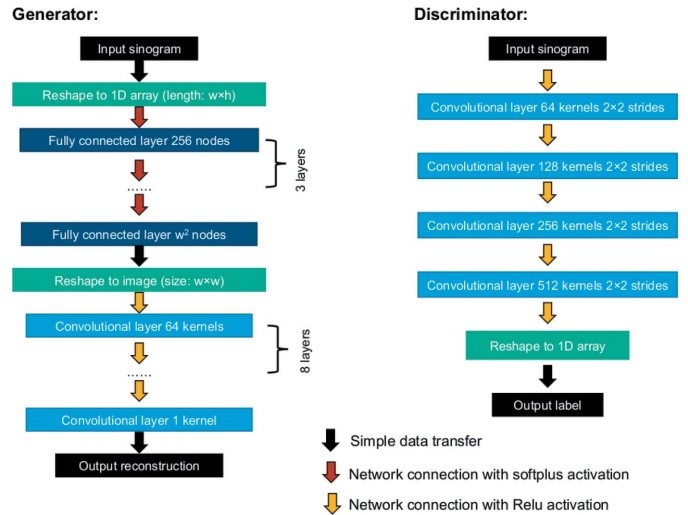 Generator:
Input sinogram
Reshape to 1D array (length: w×h)
Fully connected layer 256 nodes
......
3 layers
Fully connected layer w² nodes
Reshape to image (size: w×w)
Convolutional layer 64 kernels
......
8 layers
Convolutional layer 1 kernel
Output reconstruction
Discriminator:
Input sinogram
Convolutional layer 64 kernels 2×2 strides
Convolutional layer 128 kernels 2×2 strides
Convolutional layer 256 kernels 2×2 strides
Convolutional layer 512 kernels 2×2 strides
Reshape to 1D array
Output label
Simple data transfer
Network connection with softplus activation
Network connection with Relu activation